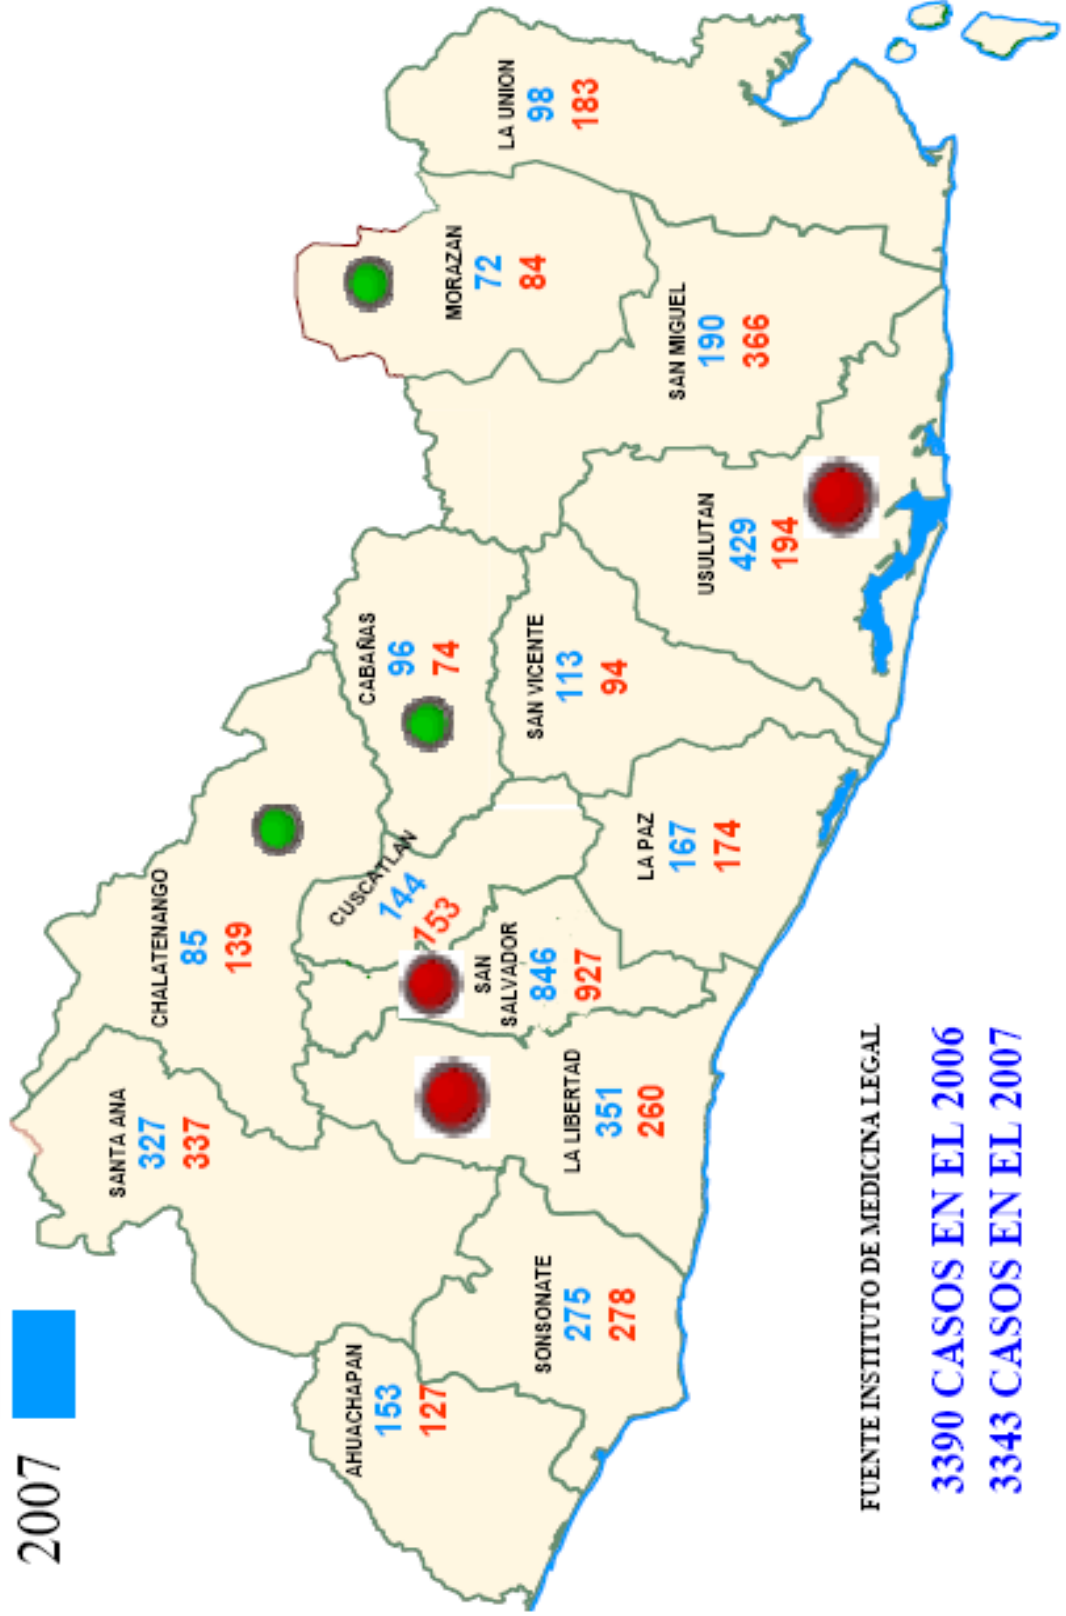 2007
SANTA ANA
327
337
CHALATENANGO
85
139
AHUACHAPAN
153
127
SONSONATE
275
278
LA LIBERTAD
351
260
SAN
SALVADOR
846
927
CUSCATLAN
144
153
CABAÑAS
96
74
SAN VICENTE
113
94
LA PAZ
167
174
USULUTAN
429
194
SAN MIGUEL
190
366
MORAZAN
72
84
LA UNION
98
183
FUENTE INSTITUTO DE MEDICINA LEGAL
3390 CASOS EN EL 2006
3343 CASOS EN EL 2007